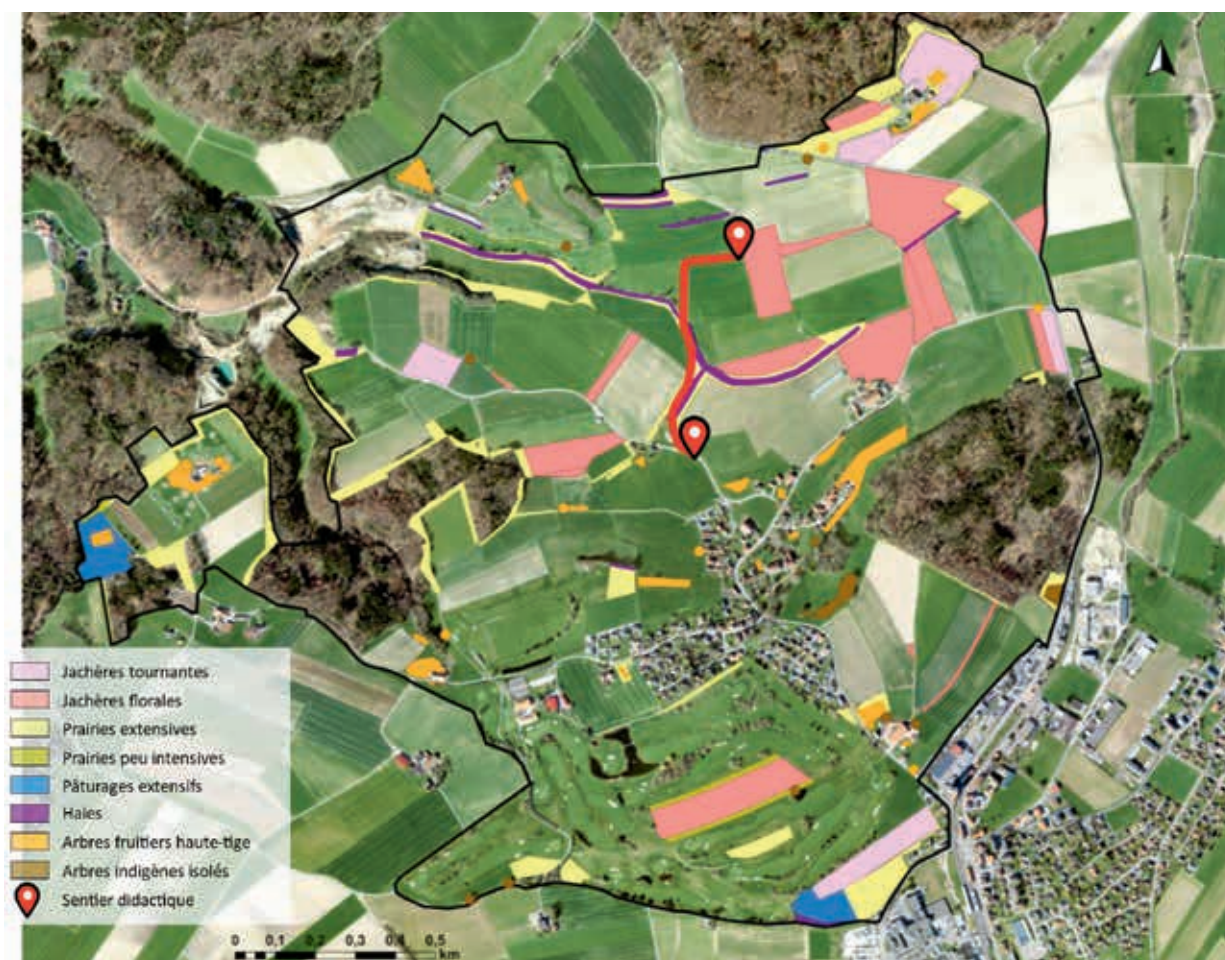 Jachères tournantes
Jachères florales
Prairies extensives
Prairies peu intensives
Pâturages extensifs
Haies
Arbres fruitiers haute-tige
Arbres indigènes isolés
Sentier didactique
0 0,1 0,2 0,3 0,4 0,5
km